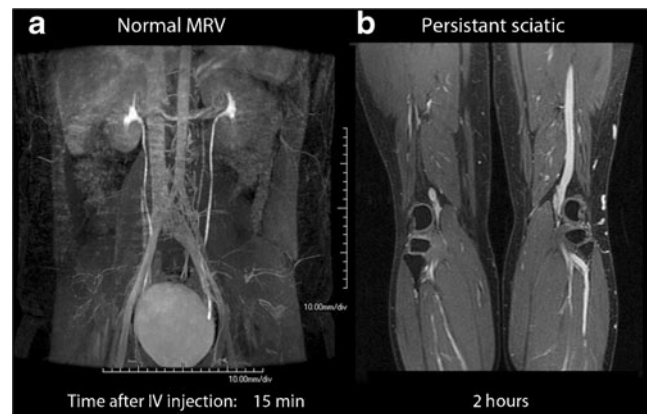 a Normal MRV
b Persistant sciatic
10.00mm/div
10.00mm/div
Time after IV injection: 15 min
2 hours